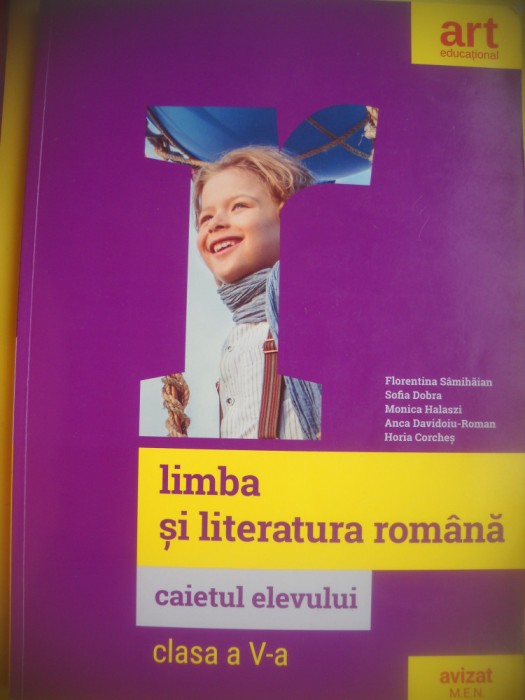 art
educațional
r
Florentina Sâmihăian
Sofia Dobra
Monica Halaszi
Anca Davidoiu-Roman
Horia Corcheș
limba
și literatura română
caietul elevului
clasa a V-a
avizat
M.E.N.